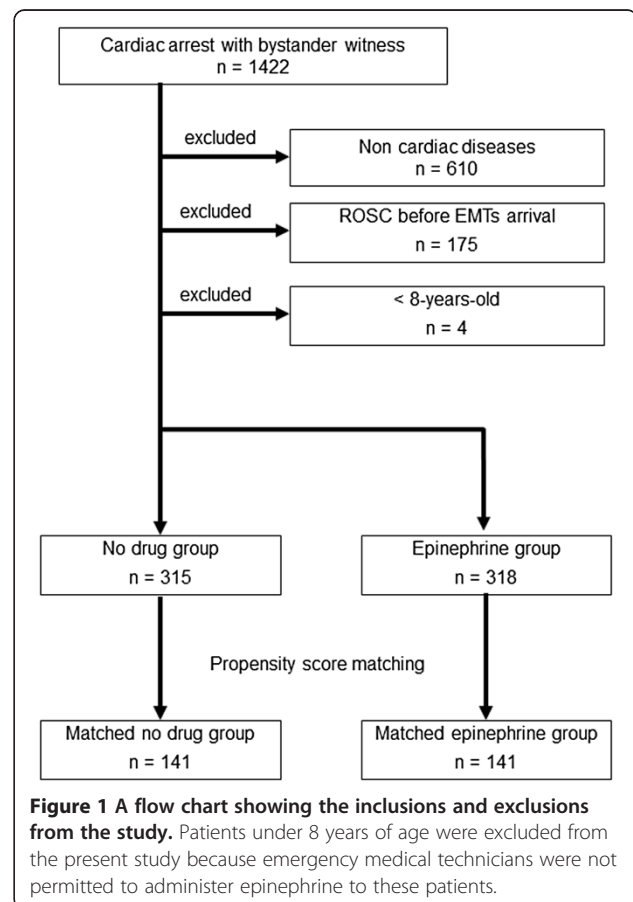 Cardiac arrest with bystander witness
n = 1422
excluded
Non cardiac diseases
n = 610
excluded
ROSC before EMTs arrival
n = 175
excluded
< 8-years-old
n = 4
No drug group
n = 315
Epinephrine group
n = 318
Propensity score matching
Matched no drug group
n = 141
Matched epinephrine group
n = 141
Figure 1 A flow chart showing the inclusions and exclusions
from the study. Patients under 8 years of age were excluded from
the present study because emergency medical technicians were not
permitted to administer epinephrine to these patients.